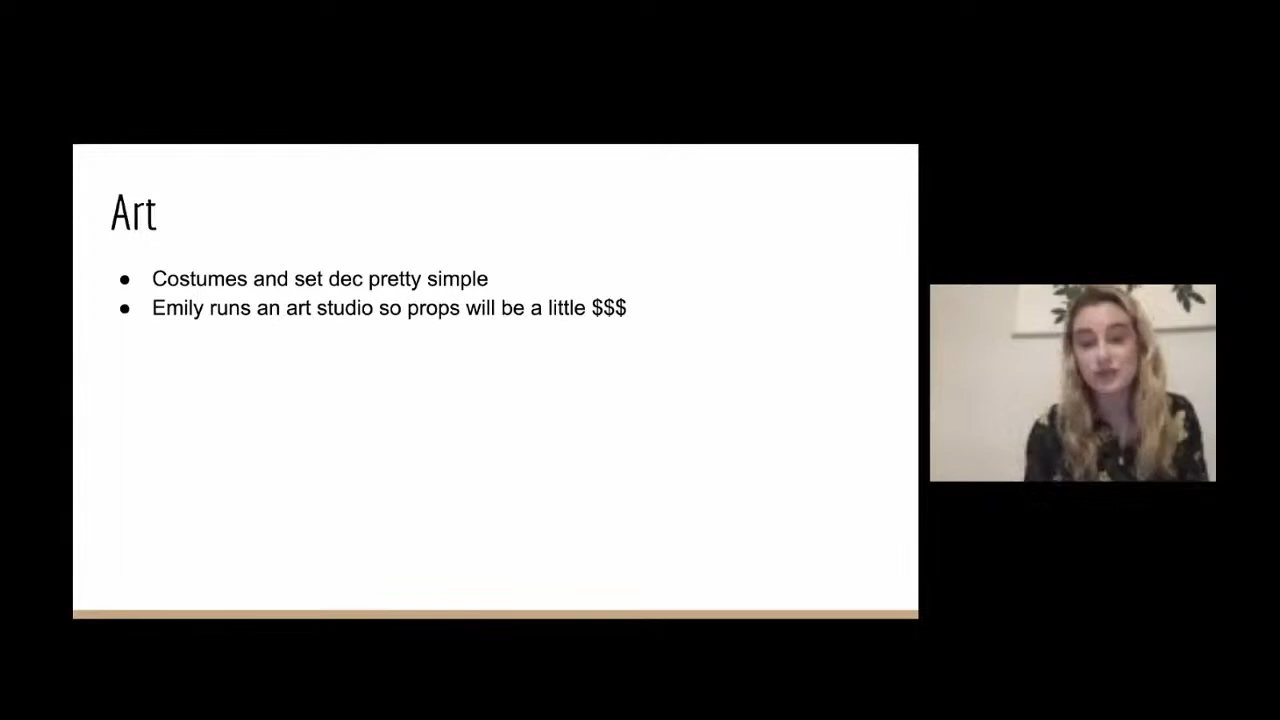 Art
● Costumes and set dec pretty simple
● Emily runs an art studio so props will be a little $$$